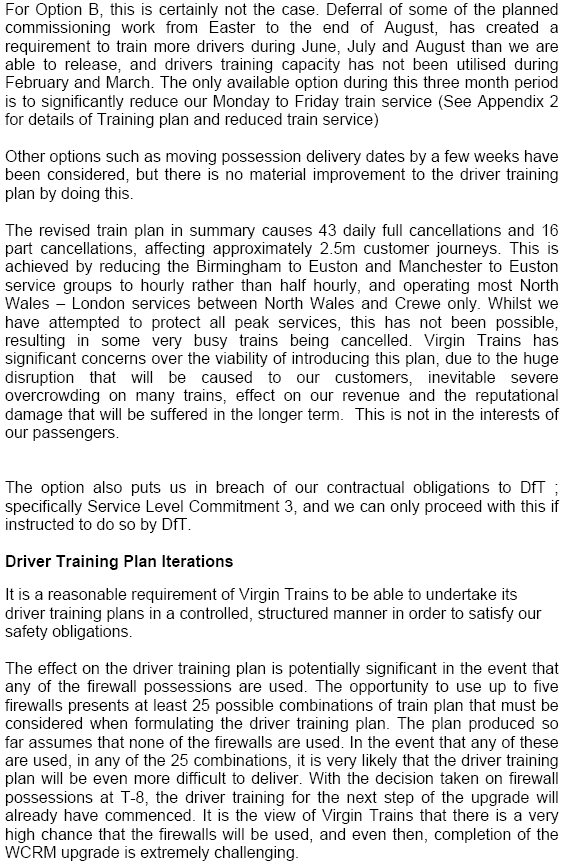 For Option B, this is certainly not the case. Deferral of some of the planned
commissioning work from Easter to the end of August, has created a
requirement to train more drivers during June, July and August than we are
able to release, and drivers training capacity has not been utilised during
February and March. The only available option during this three month period
is to significantly reduce our Monday to Friday train service (See Appendix 2
for details of Training plan and reduced train service)
Other options such as moving possession delivery dates by a few weeks have
been considered, but there is no material improvement to the driver training
plan by doing this.
The revised train plan in summary causes 43 daily full cancellations and 16
part cancellations, affecting approximately 2.5m customer journeys. This is
achieved by reducing the Birmingham to Euston and Manchester to Euston
service groups to hourly rather than half hourly, and operating most North
Wales – London services between North Wales and Crewe only. Whilst we
have attempted to protect all peak services, this has not been possible,
resulting in some very busy trains being cancelled. Virgin Trains has
significant concerns over the viability of introducing this plan, due to the huge
disruption that will be caused to our customers, inevitable severe
overcrowding on many trains, effect on our revenue and the reputational
damage that will be suffered in the longer term. This is not in the interests of
our passengers.
The option also puts us in breach of our contractual obligations to DfT ;
specifically Service Level Commitment 3, and we can only proceed with this if
instructed to do so by DfT.
Driver Training Plan Iterations
It is a reasonable requirement of Virgin Trains to be able to undertake its
driver training plans in a controlled, structured manner in order to satisfy our
safety obligations.
The effect on the driver training plan is potentially significant in the event that
any of the firewall possessions are used. The opportunity to use up to five
firewalls presents at least 25 possible combinations of train plan that must be
considered when formulating the driver training plan. The plan produced so
far assumes that none of the firewalls are used. In the event that any of these
are used, in any of the 25 combinations, it is very likely that the driver training
plan will be even more difficult to deliver. With the decision taken on firewall
possessions at T-8, the driver training for the next step of the upgrade will
already have commenced. It is the view of Virgin Trains that there is a very
high chance that the firewalls will be used, and even then, completion of the
WCRM upgrade is extremely challenging.